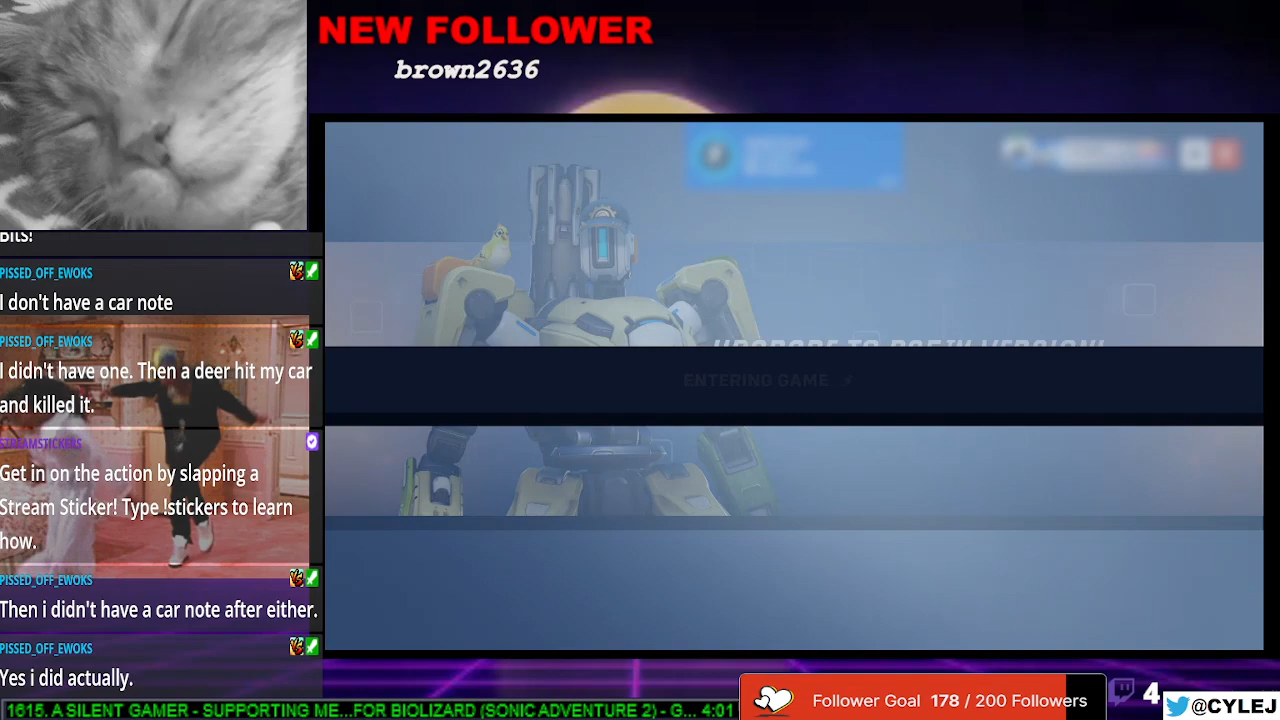 NEW FOLLOWER
brown2636
Bits!
PISSED_OFF_EWOKS
I don't have a car note
PISSED_OFF_EWOKS
I didn't have one. Then a deer hit my car
and killed it.
STREAMSTICKERS
Get in on the action by slapping a
Stream Sticker! Type !stickers to learn
how.
PISSED_OFF_EWOKS
Then i didn't have a car note after either.
PISSED_OFF_EWOKS
Yes i did actually.
ENTERING GAME
1615. A SILENT GAMER - SUPPORTING ME...FOR BIOLIZARD (SONIC ADVENTURE 2) - G... 4:01
Follower Goal 178 / 200 Followers
4
@CYLEJ